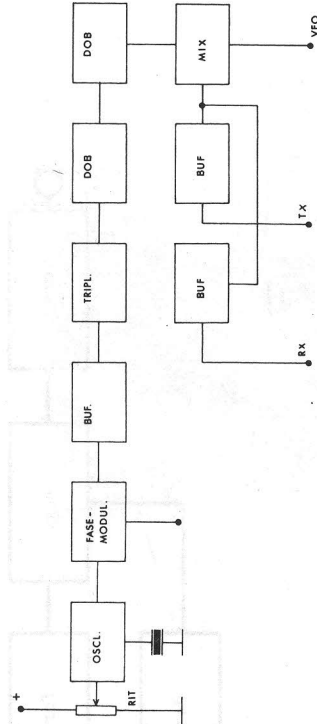 +
RIT
OSCL.
FASE-
MODUL.
BUF.
TRIPL.
DOB
DOB
RX
BUF
TX
BUF
MIX
VFO